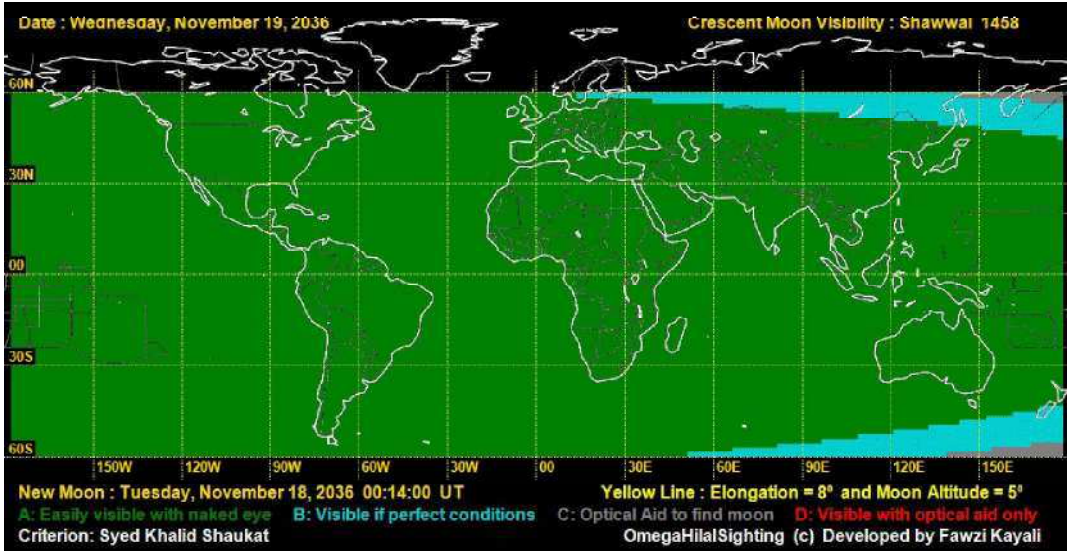 Date : Wednesday, November 19, 2036 Crescent Moon Visibility : Shawwal 1458
60N
30N
00
30S
60S
150W 120W 90W 60W 30W 00 30E 60E 90E 120E 150E
New Moon : Tuesday, November 18, 2036 00:14:00 UT Yellow Line : Elongation = 8° and Moon Altitude = 5°
A: Easily visible with naked eye B: Visible if perfect conditions C: Optical Aid to find moon D: Visible with optical aid only
Criterion: Syed Khalid Shaukat OmegaHilalSighting (c) Developed by Fawzi Kayali